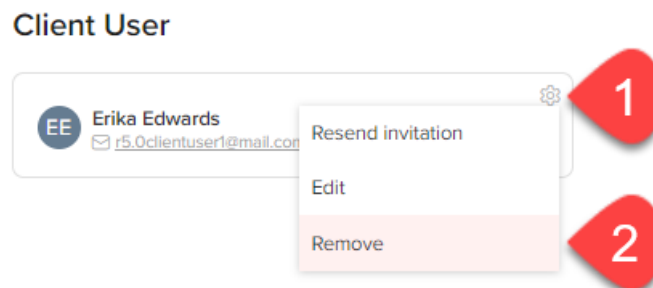 Client User
EE
Erika Edwards
r5.0clientuser1@mail.com
Resend invitation
Edit
Remove
1
2